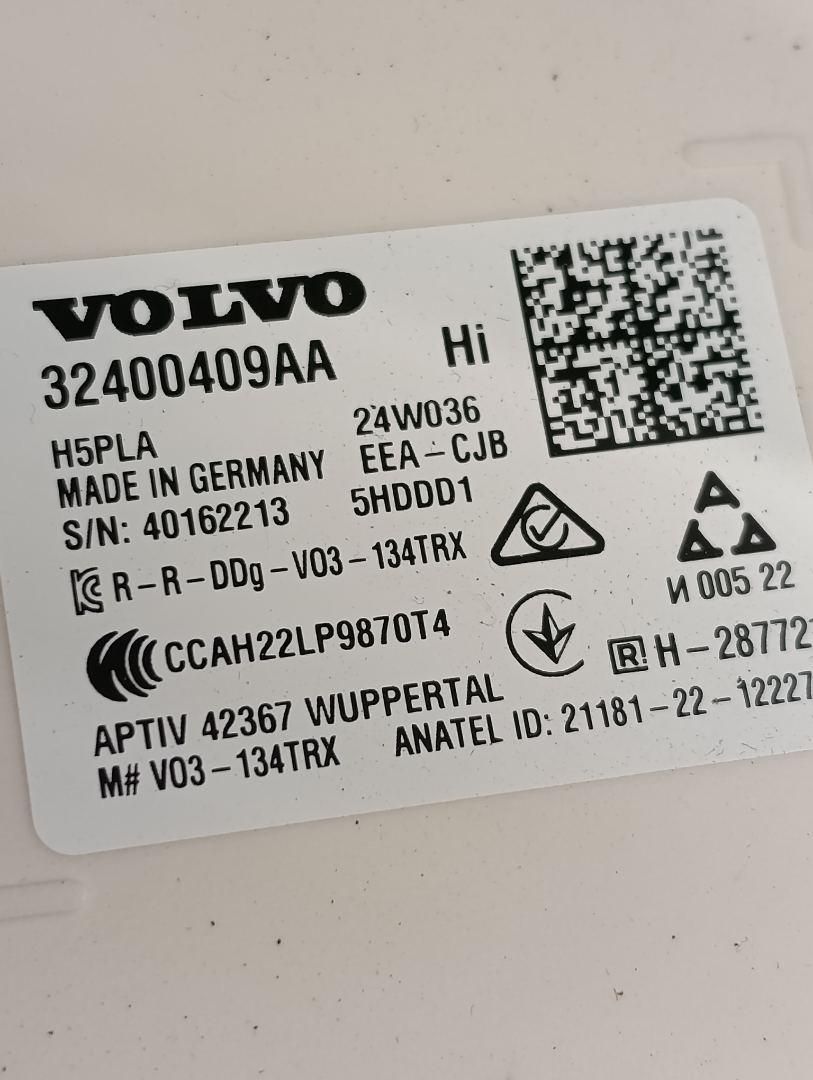 VOLVO
32400409AA Hi
H5PLA 24W036
MADE IN GERMANY EEA-CJB
S/N: 40162213 5HDDD1
R-R-DDg-V03-134TRX
И 005 22
CCAH22LP9870T4
R! H-28772
APTIV 42367 WUPPERTAL
M# V03-134TRX ANATEL ID: 21181-22-12227